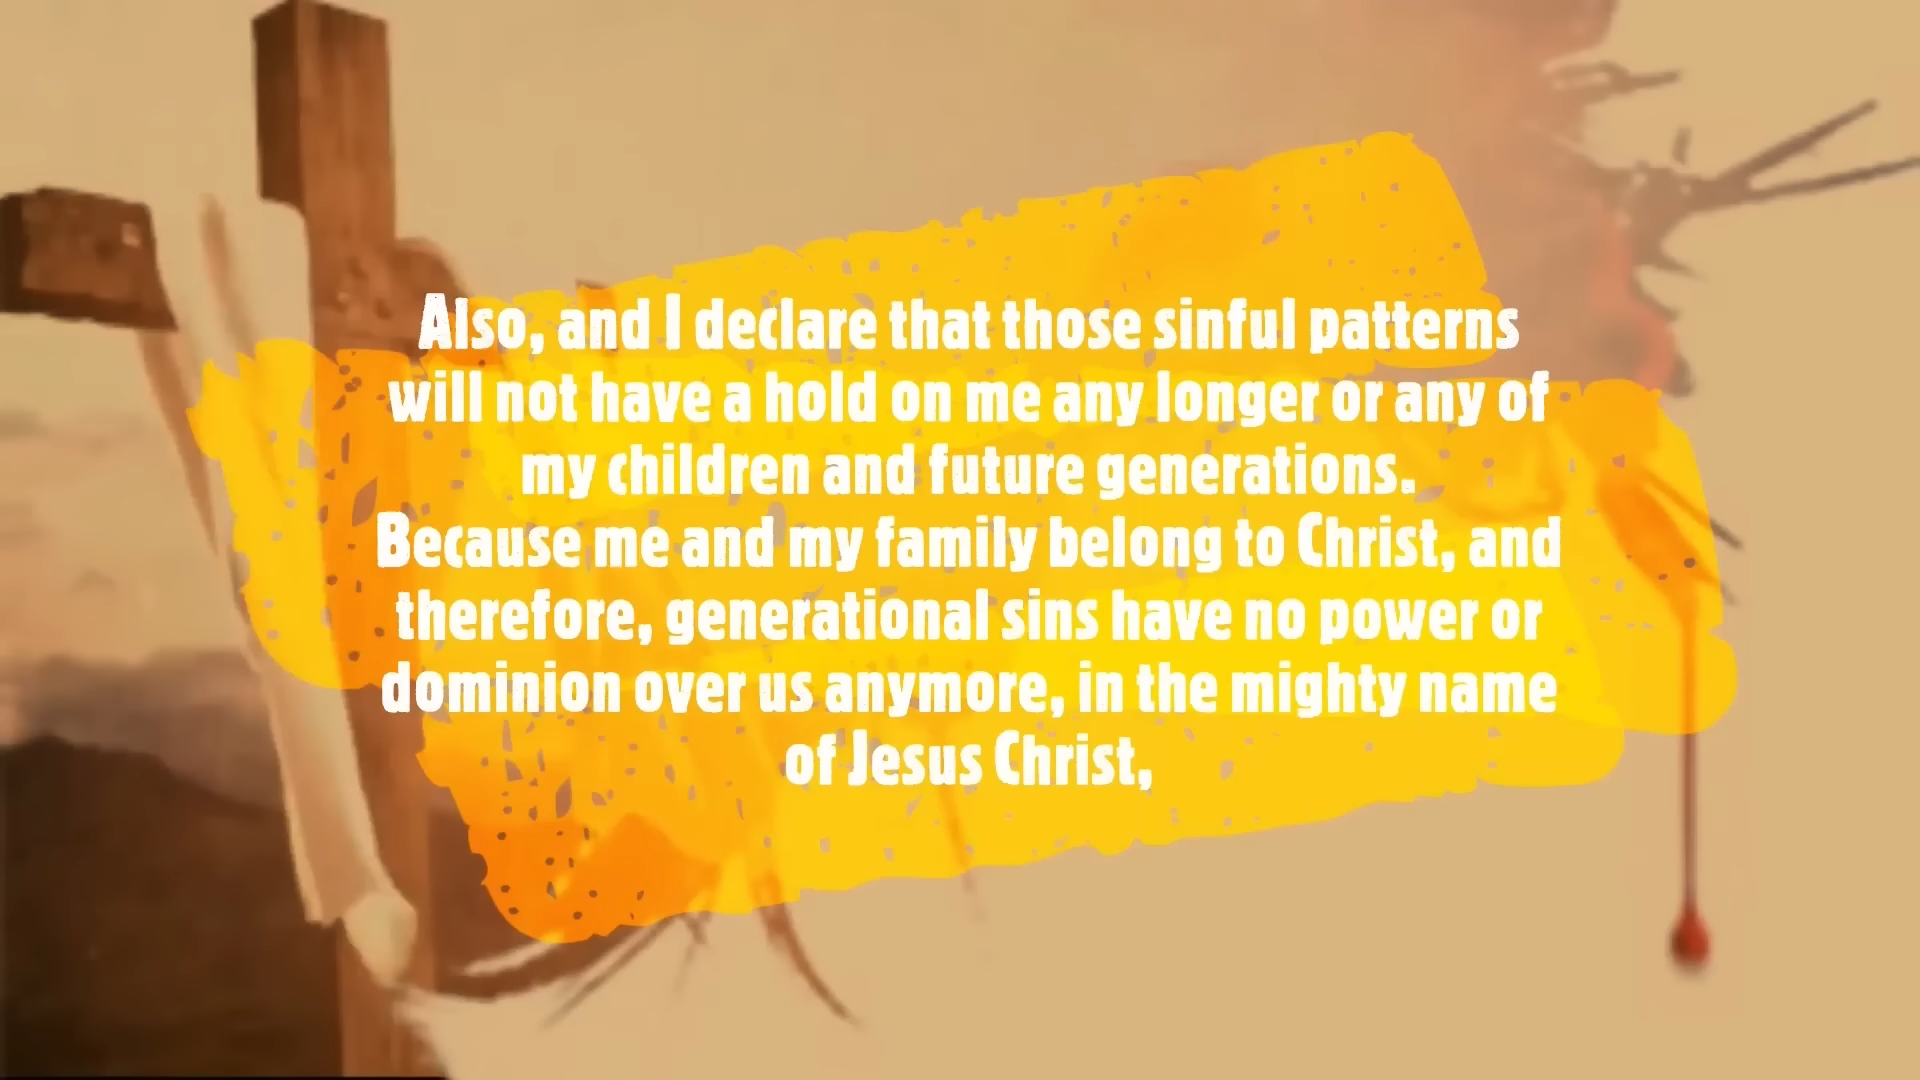 Also, and I declare that those sinful patterns
will not have a hold on me any longer or any of
my children and future generations.
Because me and my family belong to Christ, and
therefore, generational sins have no power or
dominion over us anymore, in the mighty name
of Jesus Christ,